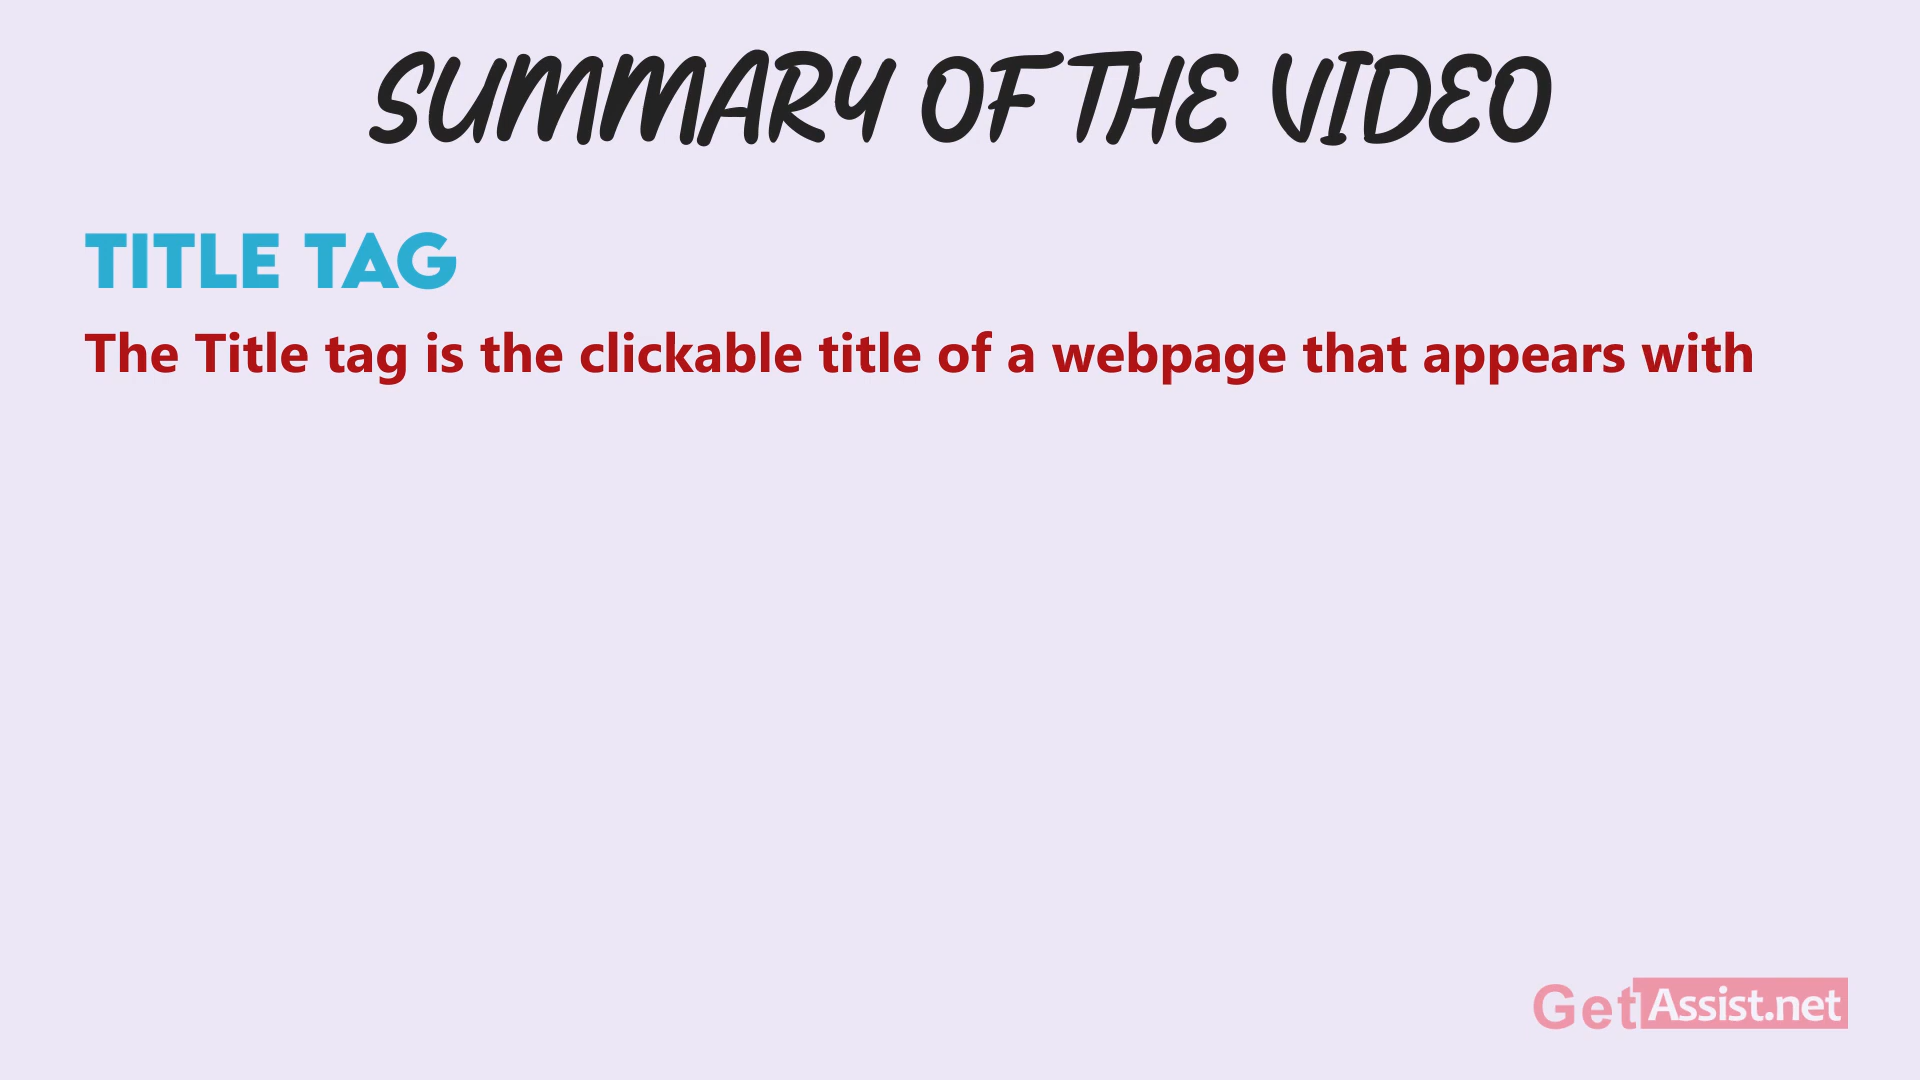 SUMMARY OF THE VIDEO
TITLE TAG
The Title tag is the clickable title of a webpage that appears with
GetAssist.net